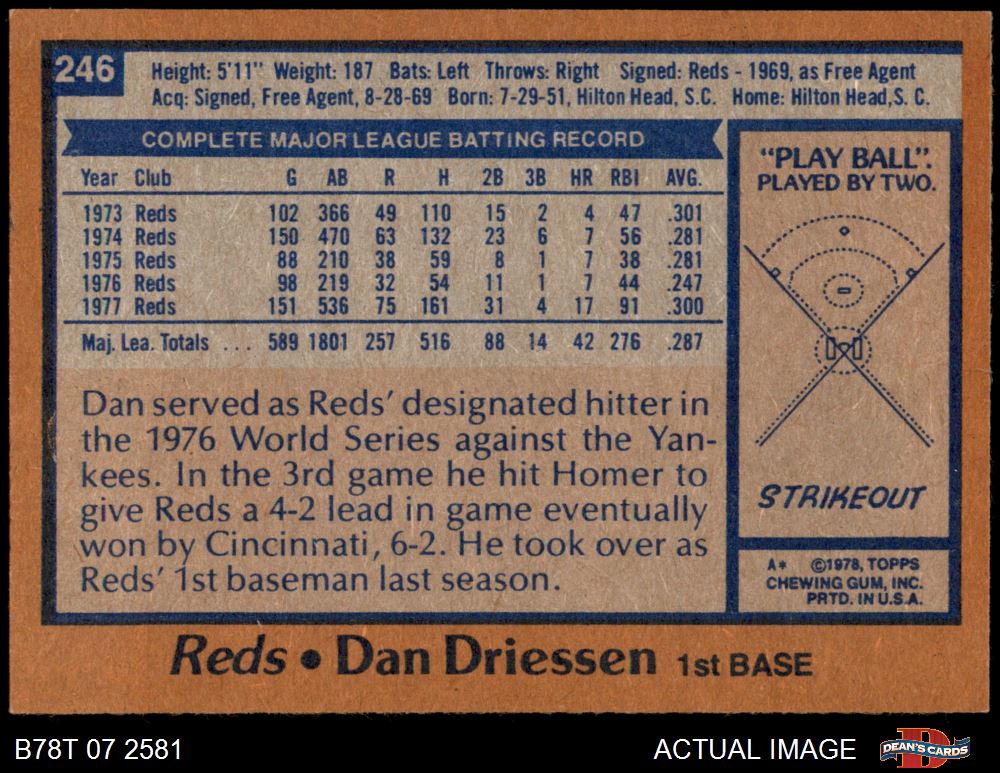 246
Height: 5'11" Weight: 187 Bats: Left Throws: Right Signed: Reds - 1969, as Free Agent
Acq: Signed, Free Agent, 8-28-69 Born: 7-29-51, Hilton Head, S.C. Home: Hilton Head, S. C.
COMPLETE MAJOR LEAGUE BATTING RECORD
Year Club G AB R H 2B 3B HR RBI AVG.
1973 Reds 102 366 49 110 15 2 4 47 .301
1974 Reds 150 470 63 132 23 6 7 56 .281
1975 Reds 88 210 38 59 8 1 7 38 .281
1976 Reds 98 219 32 54 11 1 7 44 .247
1977 Reds 151 536 75 161 31 4 17 91 .300
Maj. Lea. Totals . . . 589 1801 257 516 88 14 42 276 .287
Dan served as Reds' designated hitter in
the 1976 World Series against the Yan-
kees. In the 3rd game he hit Homer to
give Reds a 4-2 lead in game eventually
won by Cincinnati, 6-2. He took over as
Reds' 1st baseman last season.
"PLAY BALL".
PLAYED BY TWO.
STRIKEOUT
A* ©1978, TOPPS
CHEWING GUM, INC.
PRTD. IN U.S.A.
Reds • Dan Driessen 1st BASE
B78T 07 2581
ACTUAL IMAGE
DEAN'S CARDS